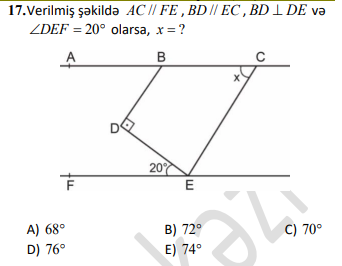 17.Verilmiş şəkildə AC // FE , BD // EC , BD ⊥ DE və
∠DEF = 20° olarsa, x = ?
A B C
x
D
20°
F E
A) 68° B) 72° C) 70°
D) 76° E) 74°